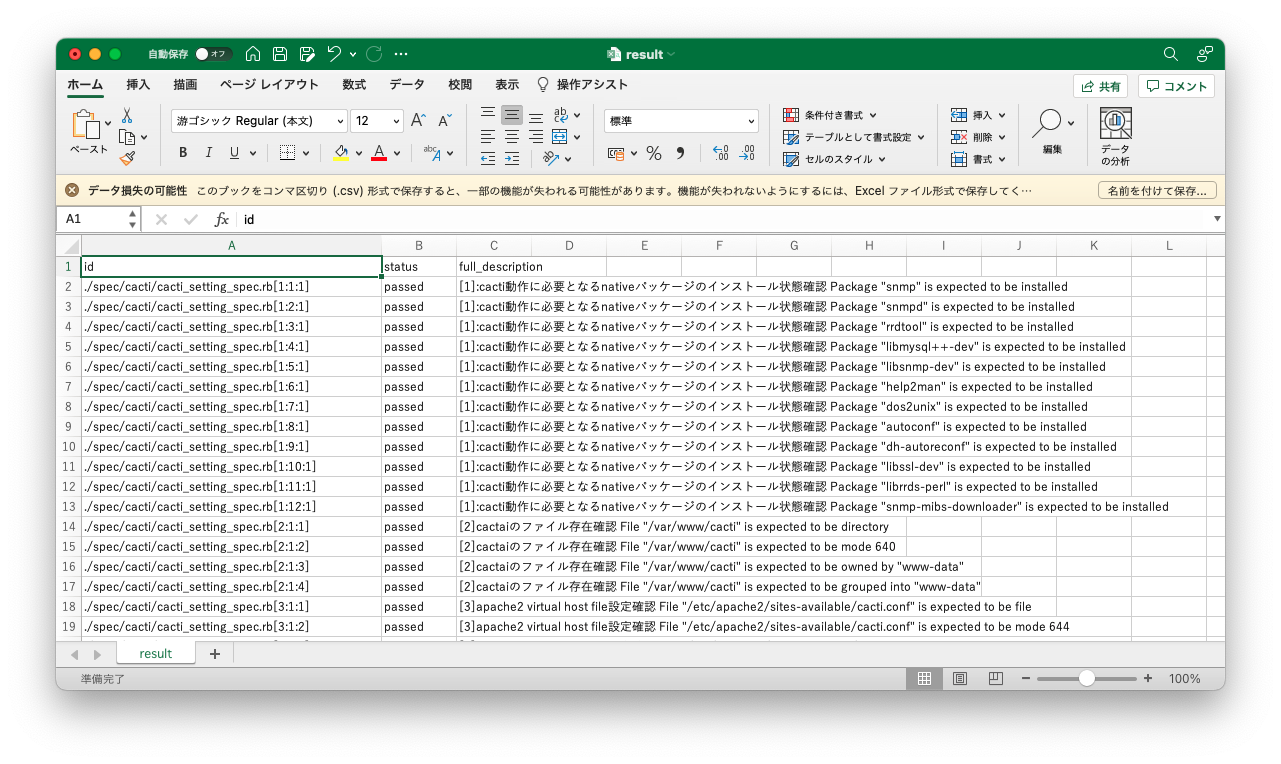 自動保存 オフ result
ホーム 挿入 描画 ページ レイアウト 数式 データ 校閲 表示 操作アシスト 共有 コメント
ペースト 游ゴシック Regular (本文) 12 A A 標準 条件付き書式 挿入 編集 データの分析
B I U A abc ab % テーブルとして書式設定 削除
セルのスタイル 書式
データ損失の可能性 このブックをコンマ区切り (.csv) 形式で保存すると、一部の機能が失われる可能性があります。機能が失われないようにするには、Excel ファイル形式で保存してく… 名前を付けて保存...
A1 fx id
A B C D E F G H I J K L
1 id status full_description
2 ./spec/cacti/cacti_setting_spec.rb[1:1:1] passed [1]:cacti動作に必要となるnativeパッケージのインストール状態確認 Package "snmp" is expected to be installed
3 ./spec/cacti/cacti_setting_spec.rb[1:2:1] passed [1]:cacti動作に必要となるnativeパッケージのインストール状態確認 Package "snmpd" is expected to be installed
4 ./spec/cacti/cacti_setting_spec.rb[1:3:1] passed [1]:cacti動作に必要となるnativeパッケージのインストール状態確認 Package "rrdtool" is expected to be installed
5 ./spec/cacti/cacti_setting_spec.rb[1:4:1] passed [1]:cacti動作に必要となるnativeパッケージのインストール状態確認 Package "libmysql++-dev" is expected to be installed
6 ./spec/cacti/cacti_setting_spec.rb[1:5:1] passed [1]:cacti動作に必要となるnativeパッケージのインストール状態確認 Package "libsnmp-dev" is expected to be installed
7 ./spec/cacti/cacti_setting_spec.rb[1:6:1] passed [1]:cacti動作に必要となるnativeパッケージのインストール状態確認 Package "help2man" is expected to be installed
8 ./spec/cacti/cacti_setting_spec.rb[1:7:1] passed [1]:cacti動作に必要となるnativeパッケージのインストール状態確認 Package "dos2unix" is expected to be installed
9 ./spec/cacti/cacti_setting_spec.rb[1:8:1] passed [1]:cacti動作に必要となるnativeパッケージのインストール状態確認 Package "autoconf" is expected to be installed
10 ./spec/cacti/cacti_setting_spec.rb[1:9:1] passed [1]:cacti動作に必要となるnativeパッケージのインストール状態確認 Package "dh-autoreconf" is expected to be installed
11 ./spec/cacti/cacti_setting_spec.rb[1:10:1] passed [1]:cacti動作に必要となるnativeパッケージのインストール状態確認 Package "libssl-dev" is expected to be installed
12 ./spec/cacti/cacti_setting_spec.rb[1:11:1] passed [1]:cacti動作に必要となるnativeパッケージのインストール状態確認 Package "librrds-perl" is expected to be installed
13 ./spec/cacti/cacti_setting_spec.rb[1:12:1] passed [1]:cacti動作に必要となるnativeパッケージのインストール状態確認 Package "snmp-mibs-downloader" is expected to be installed
14 ./spec/cacti/cacti_setting_spec.rb[2:1:1] passed [2]cactaiのファイル存在確認 File "/var/www/cacti" is expected to be directory
15 ./spec/cacti/cacti_setting_spec.rb[2:1:2] passed [2]cactaiのファイル存在確認 File "/var/www/cacti" is expected to be mode 640
16 ./spec/cacti/cacti_setting_spec.rb[2:1:3] passed [2]cactaiのファイル存在確認 File "/var/www/cacti" is expected to be owned by "www-data"
17 ./spec/cacti/cacti_setting_spec.rb[2:1:4] passed [2]cactaiのファイル存在確認 File "/var/www/cacti" is expected to be grouped into "www-data"
18 ./spec/cacti/cacti_setting_spec.rb[3:1:1] passed [3]apache2 virtual host file設定確認 File "/etc/apache2/sites-available/cacti.conf" is expected to be file
19 ./spec/cacti/cacti_setting_spec.rb[3:1:2] passed [3]apache2 virtual host file設定確認 File "/etc/apache2/sites-available/cacti.conf" is expected to be mode 644
result +
準備完了 100%